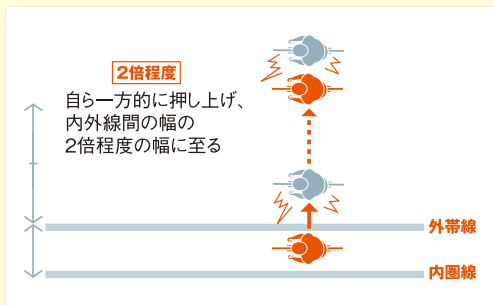 2倍程度
自ら一方的に押し上げ、
内外線間の幅の
2倍程度の幅に至る
外帯線
内圏線